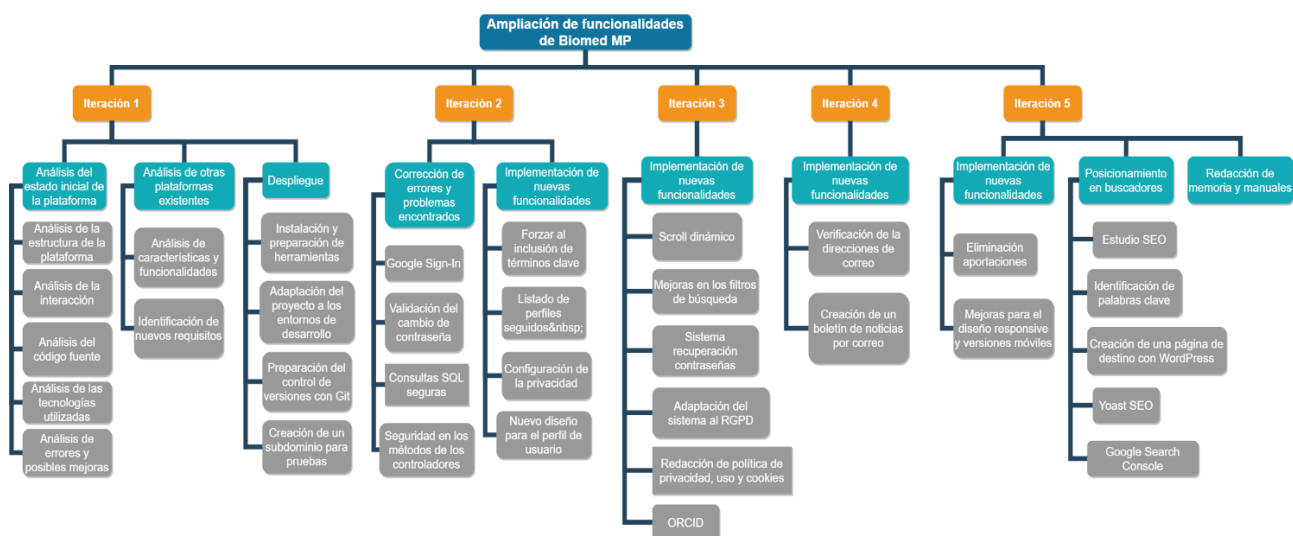 Ampliación de funcionalidades
de Biomed MP
Iteración 1
Iteración 2
Iteración 3
Iteración 4
Iteración 5
Análisis del
estado inicial de
la plataforma
Análisis de la
estructura de la
plataforma
Análisis de la
interacción
Análisis del
código fuente
Análisis de las
tecnologías
utilizadas
Análisis de
errores y
posibles mejoras
Análisis de otras
plataformas
existentes
Análisis de
características y
funcionalidades
Identificación de
nuevos requisitos
Despliegue
Instalación y
preparación de
herramientas
Adaptación del
proyecto a los
entornos de
desarrollo
Preparación del
control de
versiones con Git
Creación de un
subdominio para
pruebas
Corrección de
errores y
problemas
encontrados
Google Sign-In
Validación del
cambio de
contraseña
Consultas SQL
seguras
Seguridad en los
métodos de los
controladores
Implementación de
nuevas
funcionalidades
Forzar al
inclusión de
términos clave
Listado de
perfiles
seguidos&nbsp;
Configuración de
la privacidad
Nuevo diseño
para el perfil de
usuario
Implementación de
nuevas
funcionalidades
Scroll dinámico
Mejoras en los filtros
de búsqueda
Sistema
recuperación
contraseñas
Adaptación del
sistema al RGPD
Redacción de política de
privacidad, uso y cookies
ORCID
Implementación de
nuevas
funcionalidades
Verificación de la
direcciones de
correo
Creación de un
boletín de noticias
por correo
Implementación de
nuevas
funcionalidades
Eliminación
aportaciones
Mejoras para el
diseño responsive
y versiones móviles
Posicionamiento
en buscadores
Estudio SEO
Identificación de
palabras clave
Creación de una página de
destino con WordPress
Yoast SEO
Google Search
Console
Redacción de
memoria y manuales